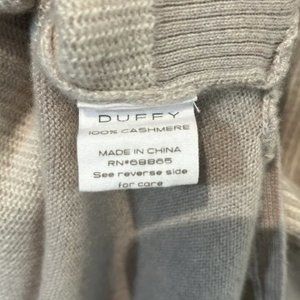 DUFFY
100% CASHMERE
MADE IN CHINA
RN#68865
See reverse side
for care